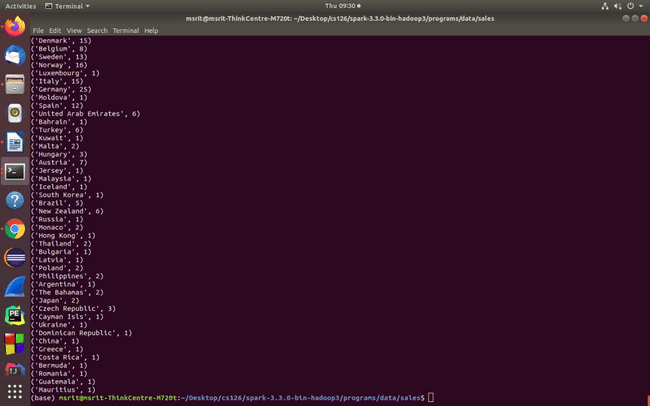 Activities
Terminal
Thu 09:30
msrit@msrit-ThinkCentre-M720t: ~/Desktop/cs126/spark-3.3.0-bin-hadoop3/programs/data/sales
File Edit View Search Terminal Help
('Denmark', 15)
('Belgium', 8)
('Sweden', 13)
('Norway', 16)
('Luxembourg', 1)
('Italy', 15)
('Germany', 25)
('Moldova', 1)
('Spain', 12)
('United Arab Emirates', 6)
('Bahrain', 1)
('Turkey', 6)
('Kuwait', 1)
('Malta', 2)
('Hungary', 3)
('Austria', 7)
('Jersey', 1)
('Malaysia', 1)
('Iceland', 1)
('South Korea', 1)
('Brazil', 5)
('New Zealand', 6)
('Russia', 1)
('Monaco', 2)
('Hong Kong', 1)
('Thailand', 2)
('Bulgaria', 1)
('Latvia', 1)
('Poland', 2)
('Philippines', 2)
('Argentina', 1)
('The Bahamas', 2)
('Japan', 2)
('Czech Republic', 3)
('Cayman Isls', 1)
('Ukraine', 1)
('Dominican Republic', 1)
('China', 1)
('Greece', 1)
('Costa Rica', 1)
('Bermuda', 1)
('Romania', 1)
('Guatemala', 1)
('Mauritius', 1)
(base) msrit@msrit-ThinkCentre-M720t:~/Desktop/cs126/spark-3.3.0-bin-hadoop3/programs/data/sales$